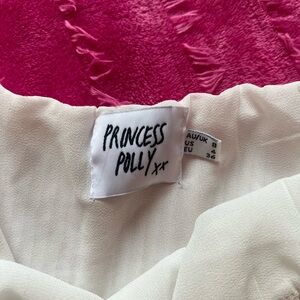 PRINCESS
POLLY xx
AU/UK 8
US 4
EU 36